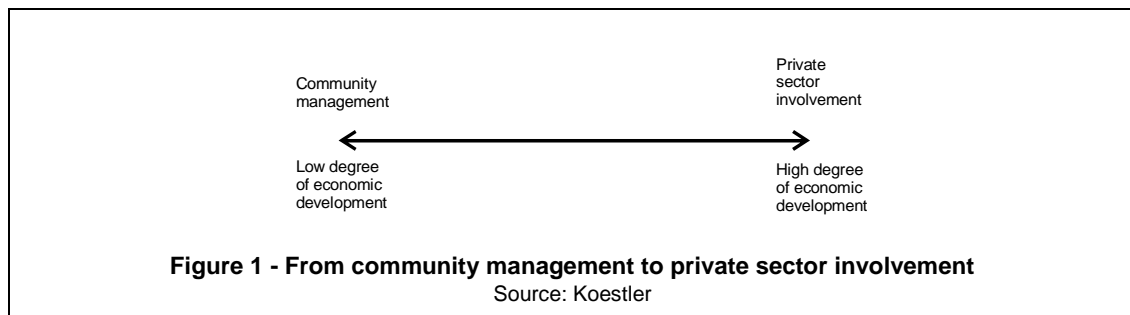 Community
management
Private
sector
involvement
Low degree
of economic
development
High degree
of economic
development
Figure 1 - From community management to private sector involvement
Source: Koestler